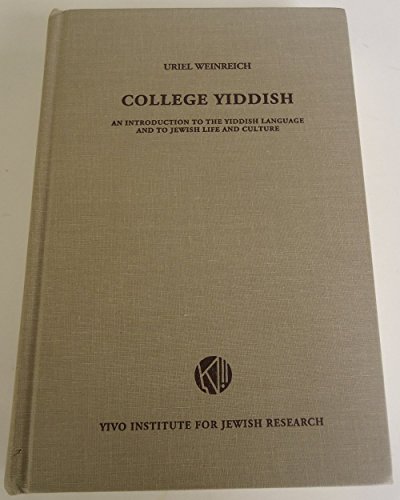 URIEL WEINREICH
COLLEGE YIDDISH
AN INTRODUCTION TO THE YIDDISH LANGUAGE
AND TO JEWISH LIFE AND CULTURE
YIVO INSTITUTE FOR JEWISH RESEARCH